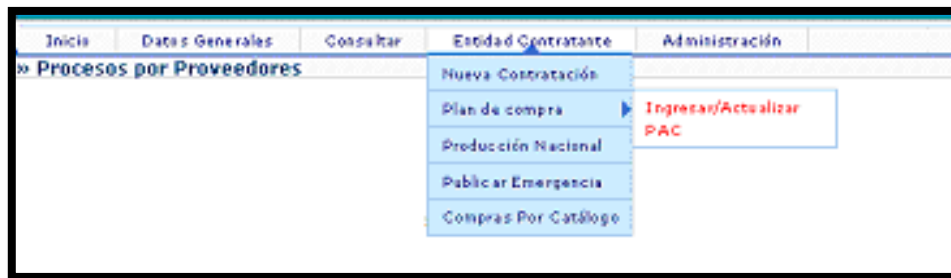 Inicio Datos Generales Consultar Entidad Contratante Administración
» Procesos por Proveedores
Nueva Contratación
Plan de compra Ingresar/Actualizar
PAC
Producción Nacional
Publicar Emergencia
Compras Por Catálogo